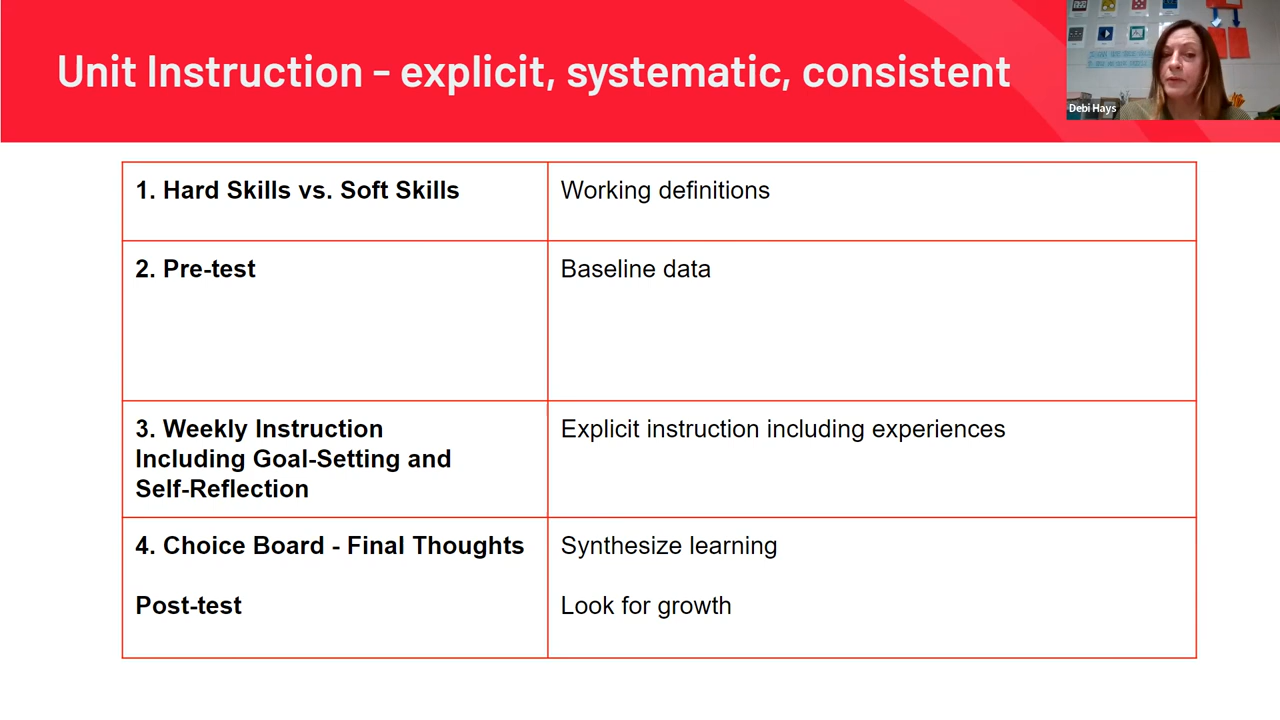 Unit Instruction - explicit, systematic, consistent
Debi Hays
1. Hard Skills vs. Soft Skills
Working definitions
2. Pre-test
Baseline data
3. Weekly Instruction
Including Goal-Setting and
Self-Reflection
Explicit instruction including experiences
4. Choice Board - Final Thoughts
Synthesize learning
Post-test
Look for growth